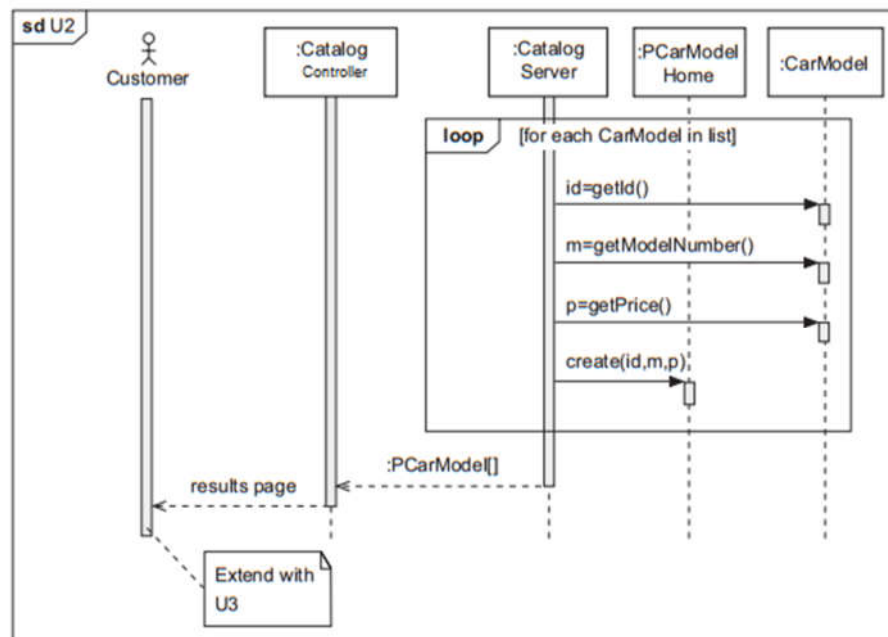 sd U2
Customer
:Catalog
Controller
:Catalog
Server
:PCarModel
Home
:CarModel
loop
[for each CarModel in list]
id=getId()
m=getModelNumber()
p=getPrice()
create(id,m,p)
:PCarModel[]
results page
Extend with
U3